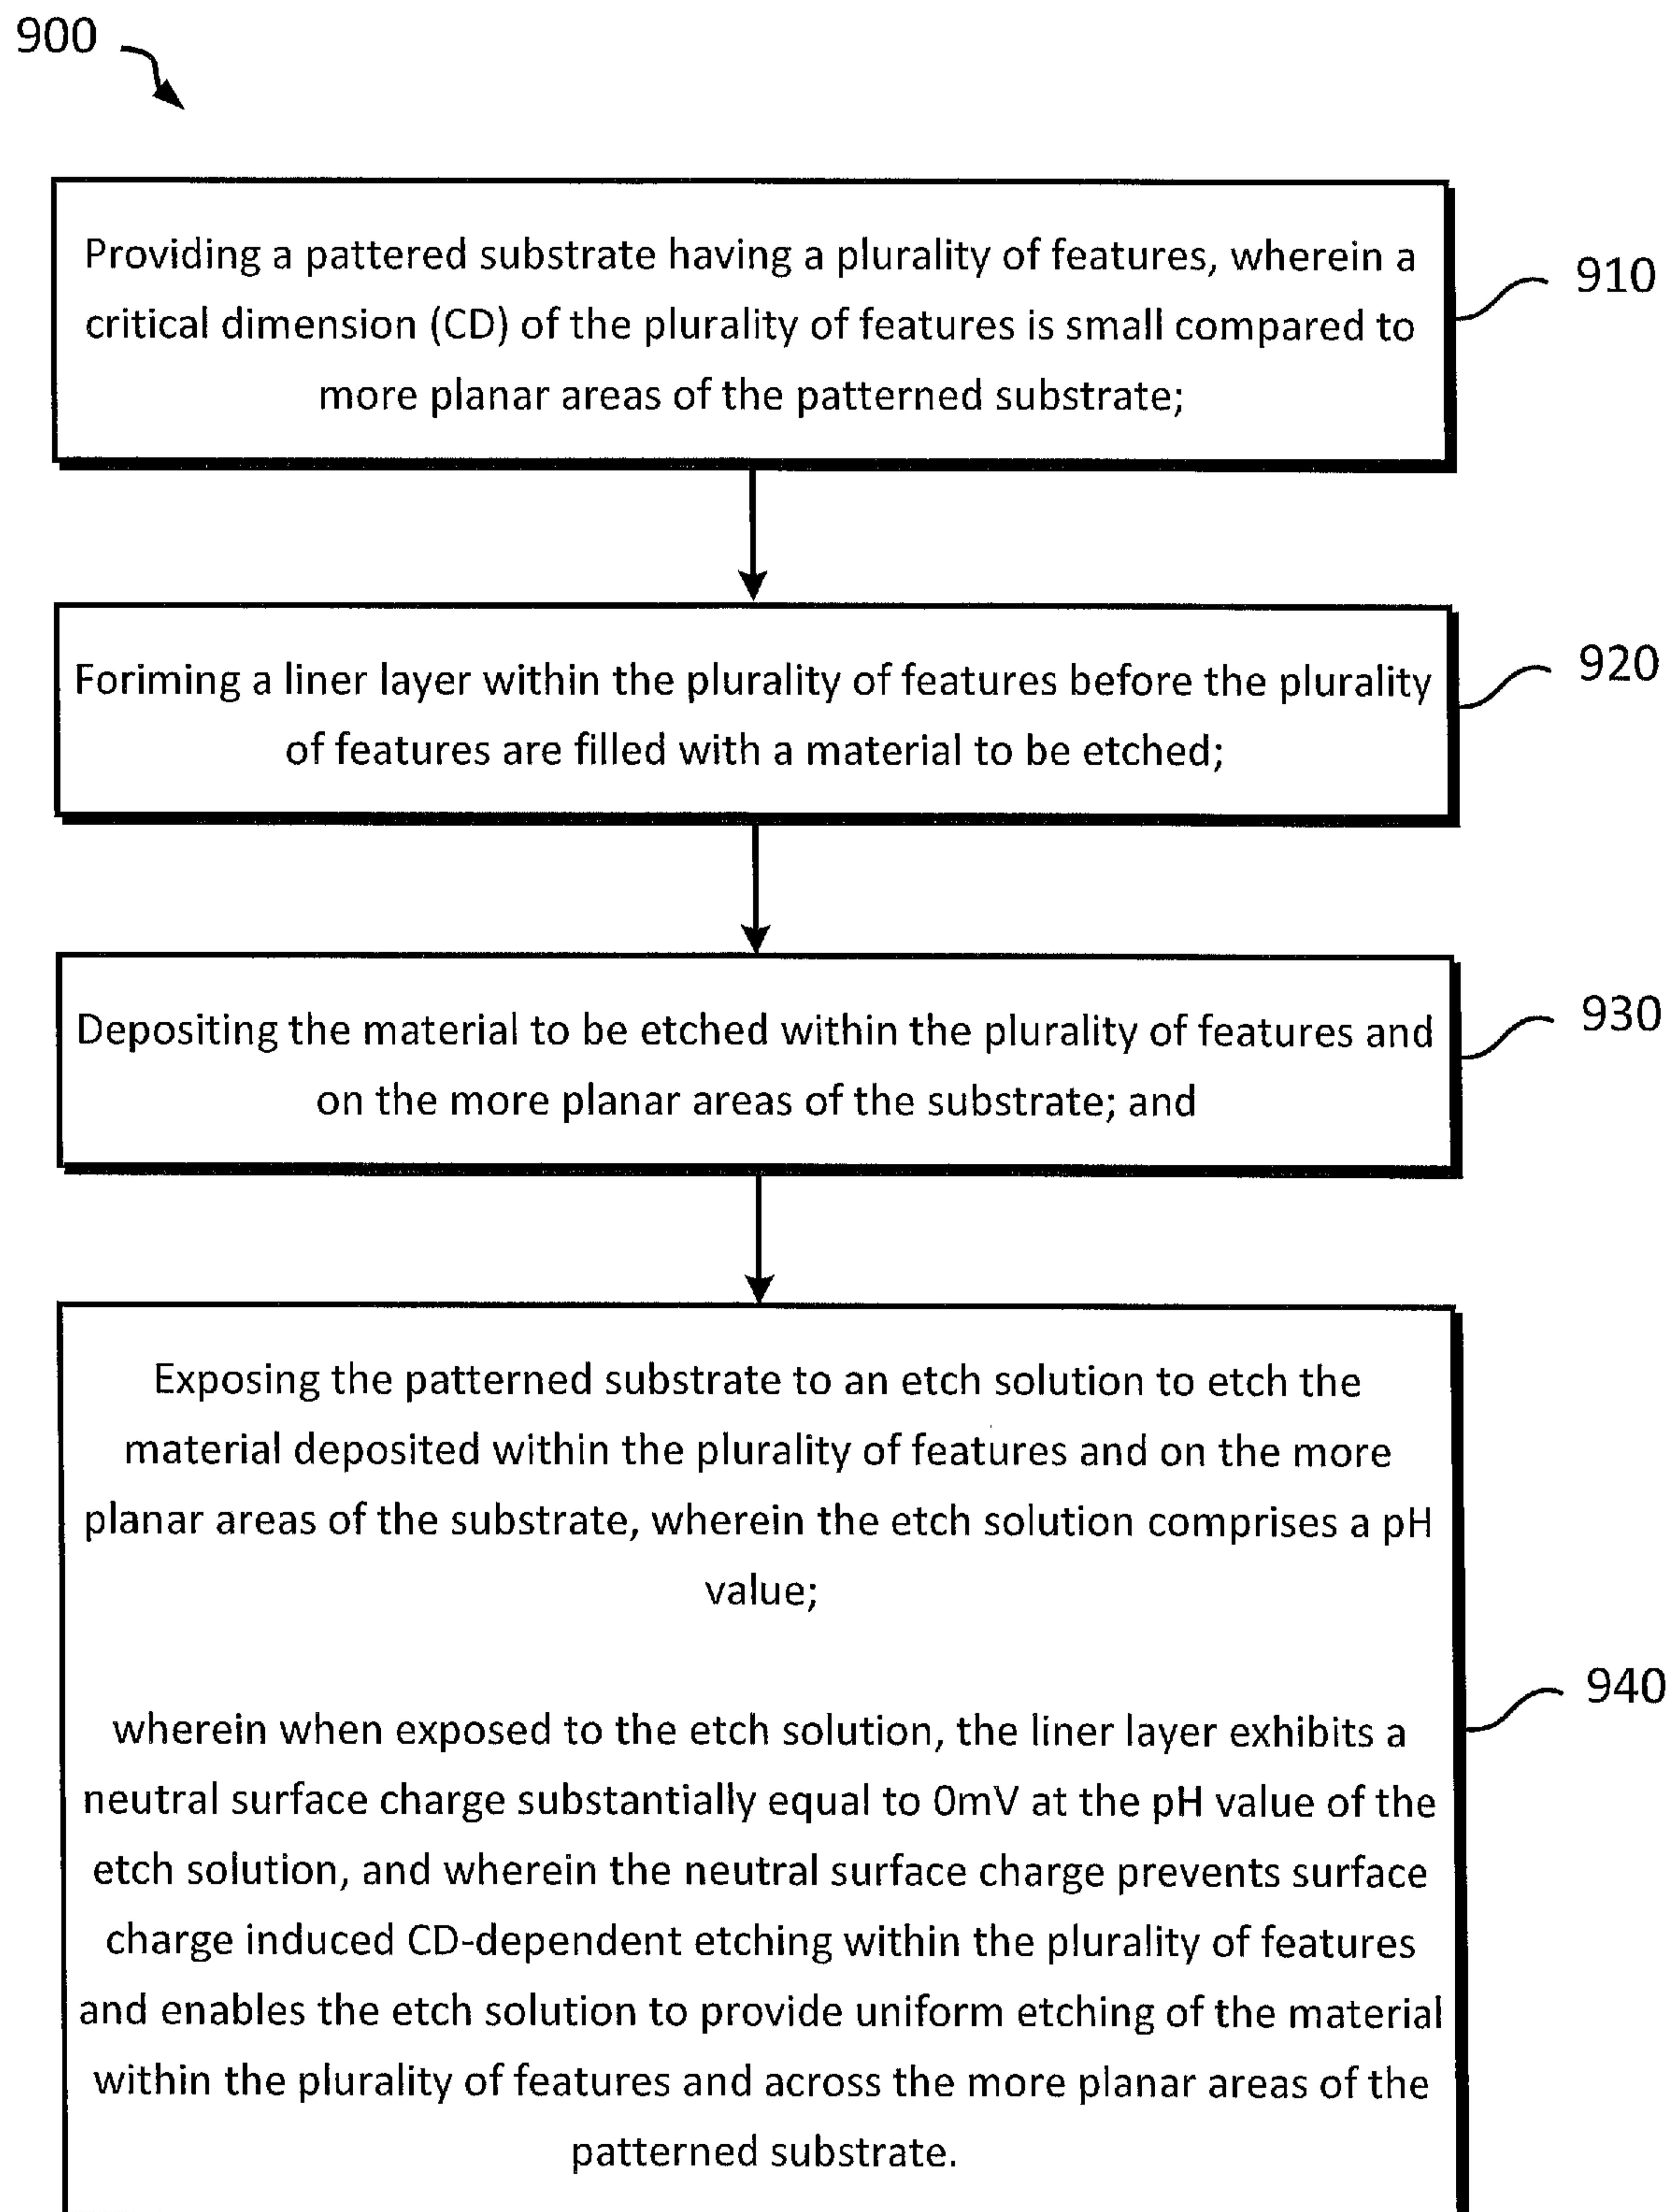 900
Providing a pattered substrate having a plurality of features, wherein a
critical dimension (CD) of the plurality of features is small compared to
more planar areas of the patterned substrate;
910
Foriming a liner layer within the plurality of features before the plurality
of features are filled with a material to be etched;
920
Depositing the material to be etched within the plurality of features and
on the more planar areas of the substrate; and
930
Exposing the patterned substrate to an etch solution to etch the
material deposited within the plurality of features and on the more
planar areas of the substrate, wherein the etch solution comprises a pH
value;
wherein when exposed to the etch solution, the liner layer exhibits a
neutral surface charge substantially equal to 0mV at the pH value of the
etch solution, and wherein the neutral surface charge prevents surface
charge induced CD-dependent etching within the plurality of features
and enables the etch solution to provide uniform etching of the material
within the plurality of features and across the more planar areas of the
patterned substrate.
940